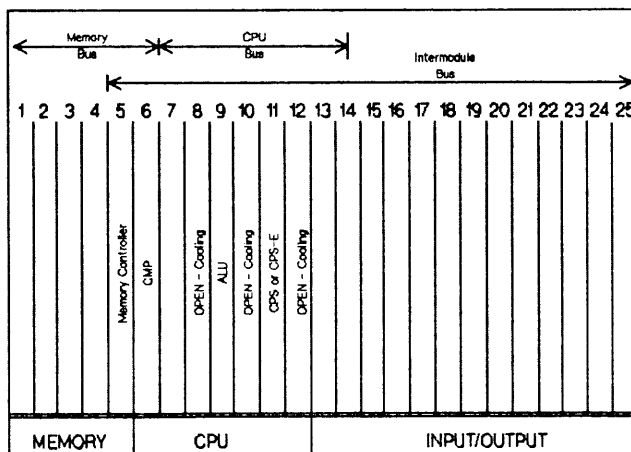 Memory Bus
CPU Bus
Intermodule Bus
1 2 3 4 5 6 7 8 9 10 11 12 13 14 15 16 17 18 19 20 21 22 23 24 25
Memory Controller
CMP
OPEN - Cooling
ALU
OPEN - Cooling
CPS or CPS-E
OPEN - Cooling
MEMORY
CPU
INPUT/OUTPUT